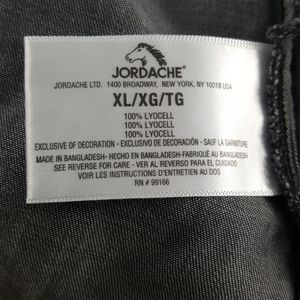 JORDACHE®
JORDACHE LTD. 1400 BROADWAY, NEW YORK, NY 10018 USA
XL/XG/TG
100% LYOCELL
100% LYOCELL
100% LYOCELL
EXCLUSIVE OF DECORATION - EXCLUSIVO DE DECORACIÓN - SAUF LA GARNITURE
MADE IN BANGLADESH- HECHO EN BANGLADESH-FABRIQUÉ AU BANGLADESH
SEE REVERSE FOR CARE - VER AL REVERSO PARA EL CUIDADO
VOIR LES INSTRUCTIONS D'ENTRETIEN AU DOS
RN # 99166